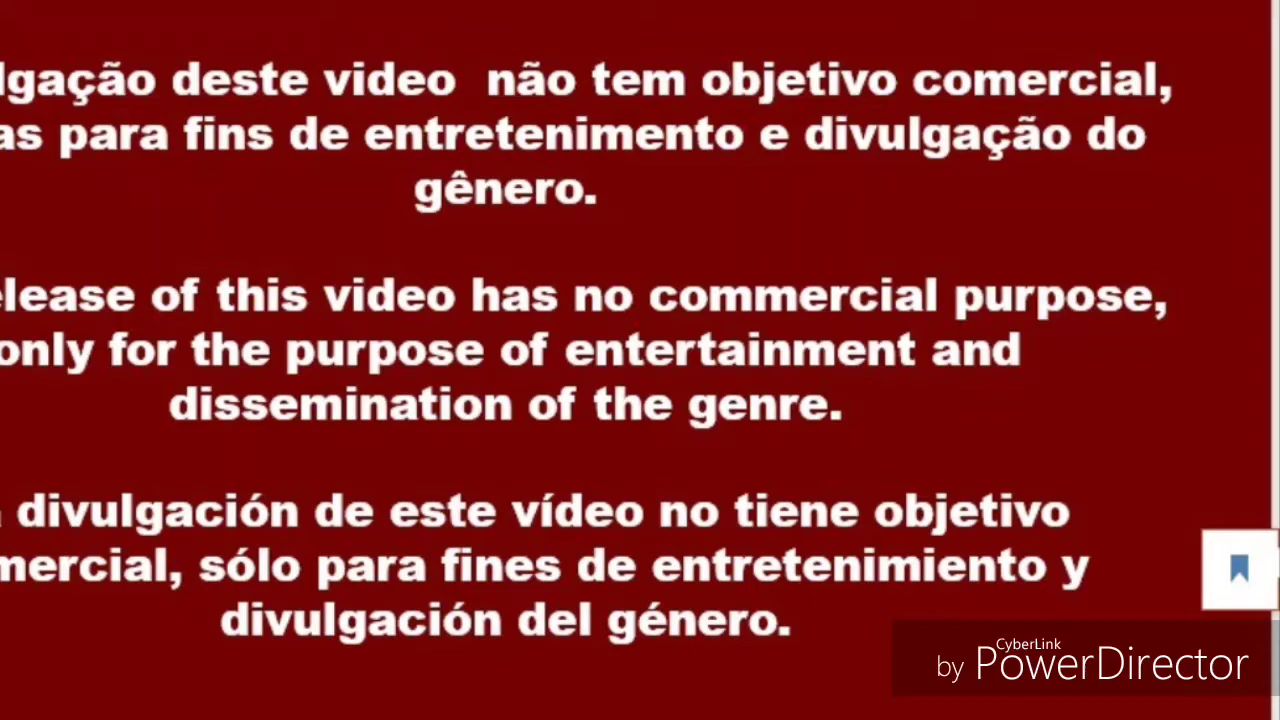 lgação deste video não tem objetivo comercial,
as para fins de entretenimento e divulgação do
gênero.
elease of this video has no commercial purpose,
only for the purpose of entertainment and
dissemination of the genre.
divulgación de este vídeo no tiene objetivo
mercial, sólo para fines de entretenimiento y
divulgación del género.
CyberLink
by PowerDirector